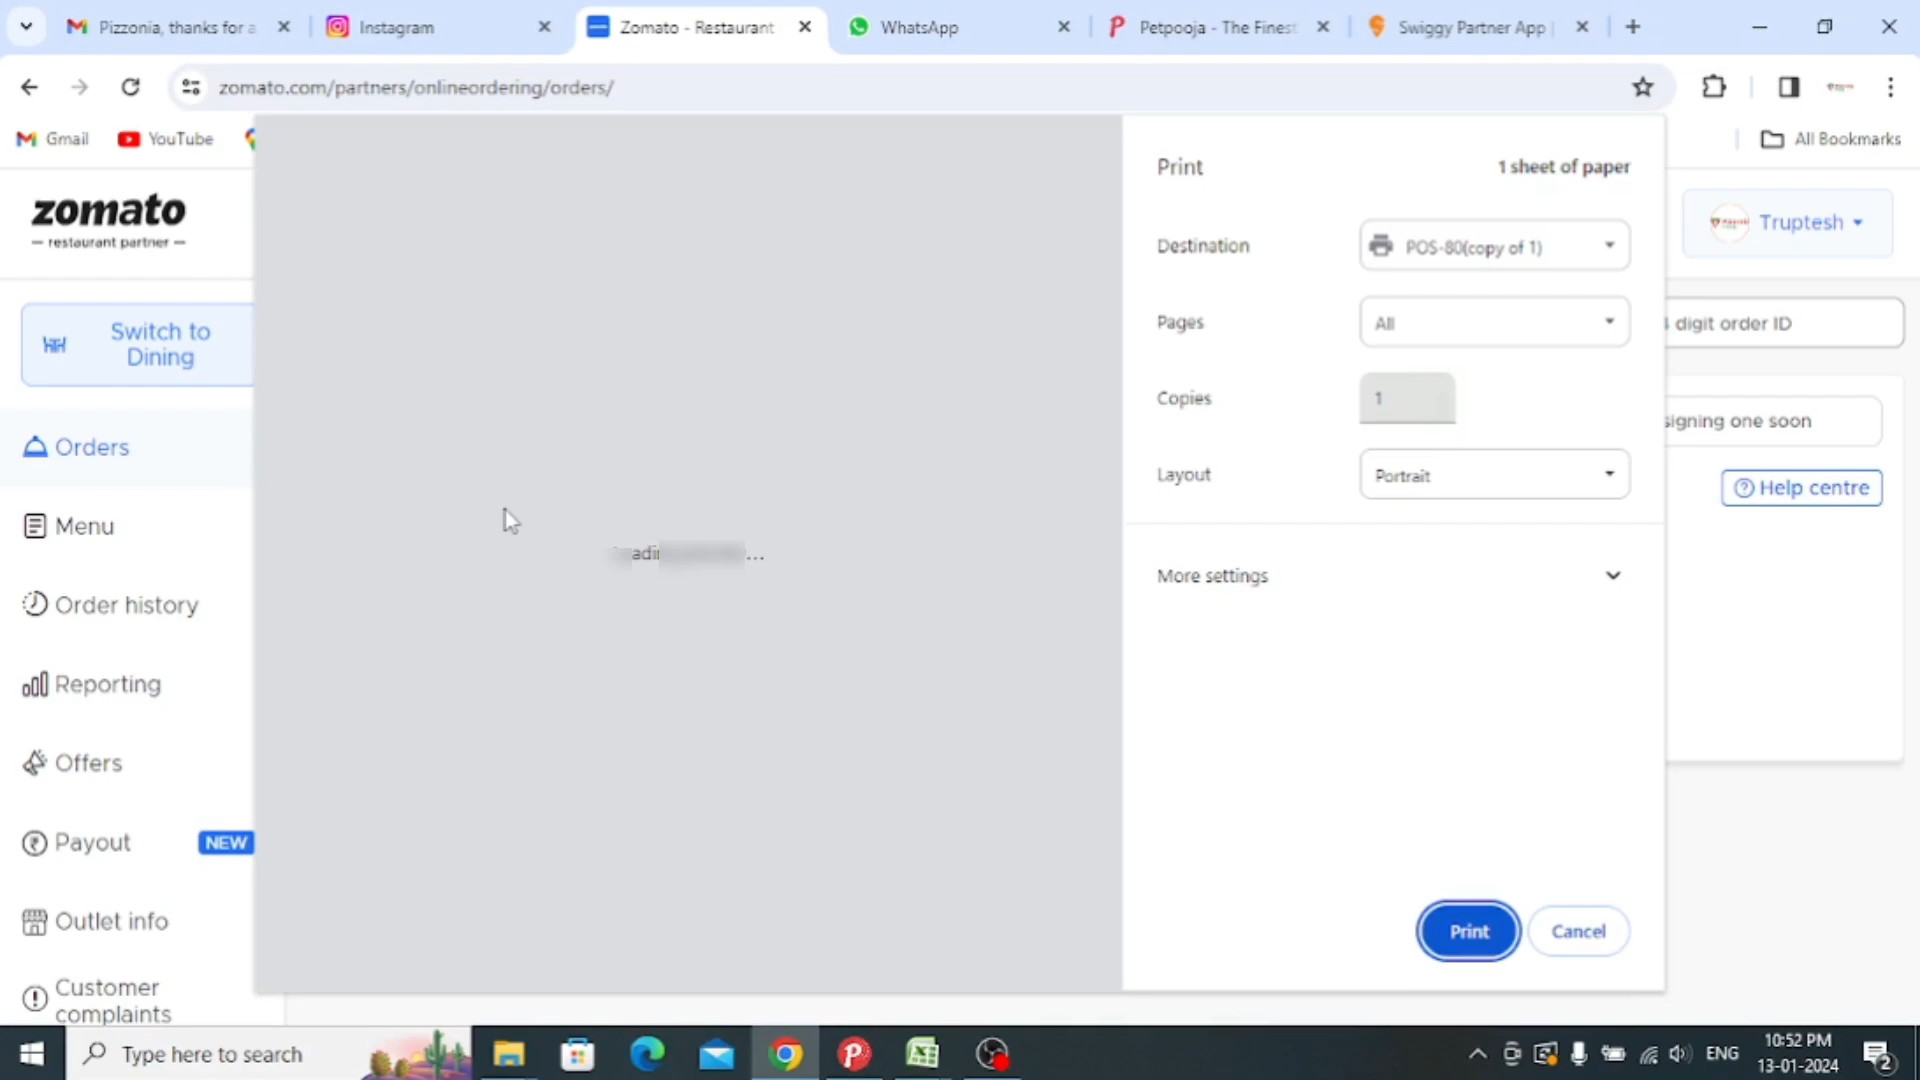 Pizzonia, thanks for a
Instagram
Zomato - Restaurant
WhatsApp
Petpooja - The Finest
Swiggy Partner App |
zomato.com/partners/onlineordering/orders/
Gmail
YouTube
All Bookmarks
zomato
restaurant partner
Truptesh
Switch to
Dining
Orders
Menu
Order history
Reporting
Offers
Payout
NEW
Outlet info
Customer
complaints
Print
1 sheet of paper
Destination
POS-80(copy of 1)
Pages
All
Copies
1
Layout
Portrait
More settings
Print
Cancel
digit order ID
signing one soon
Help centre
Type here to search
ENG
10:52 PM
13-01-2024
2